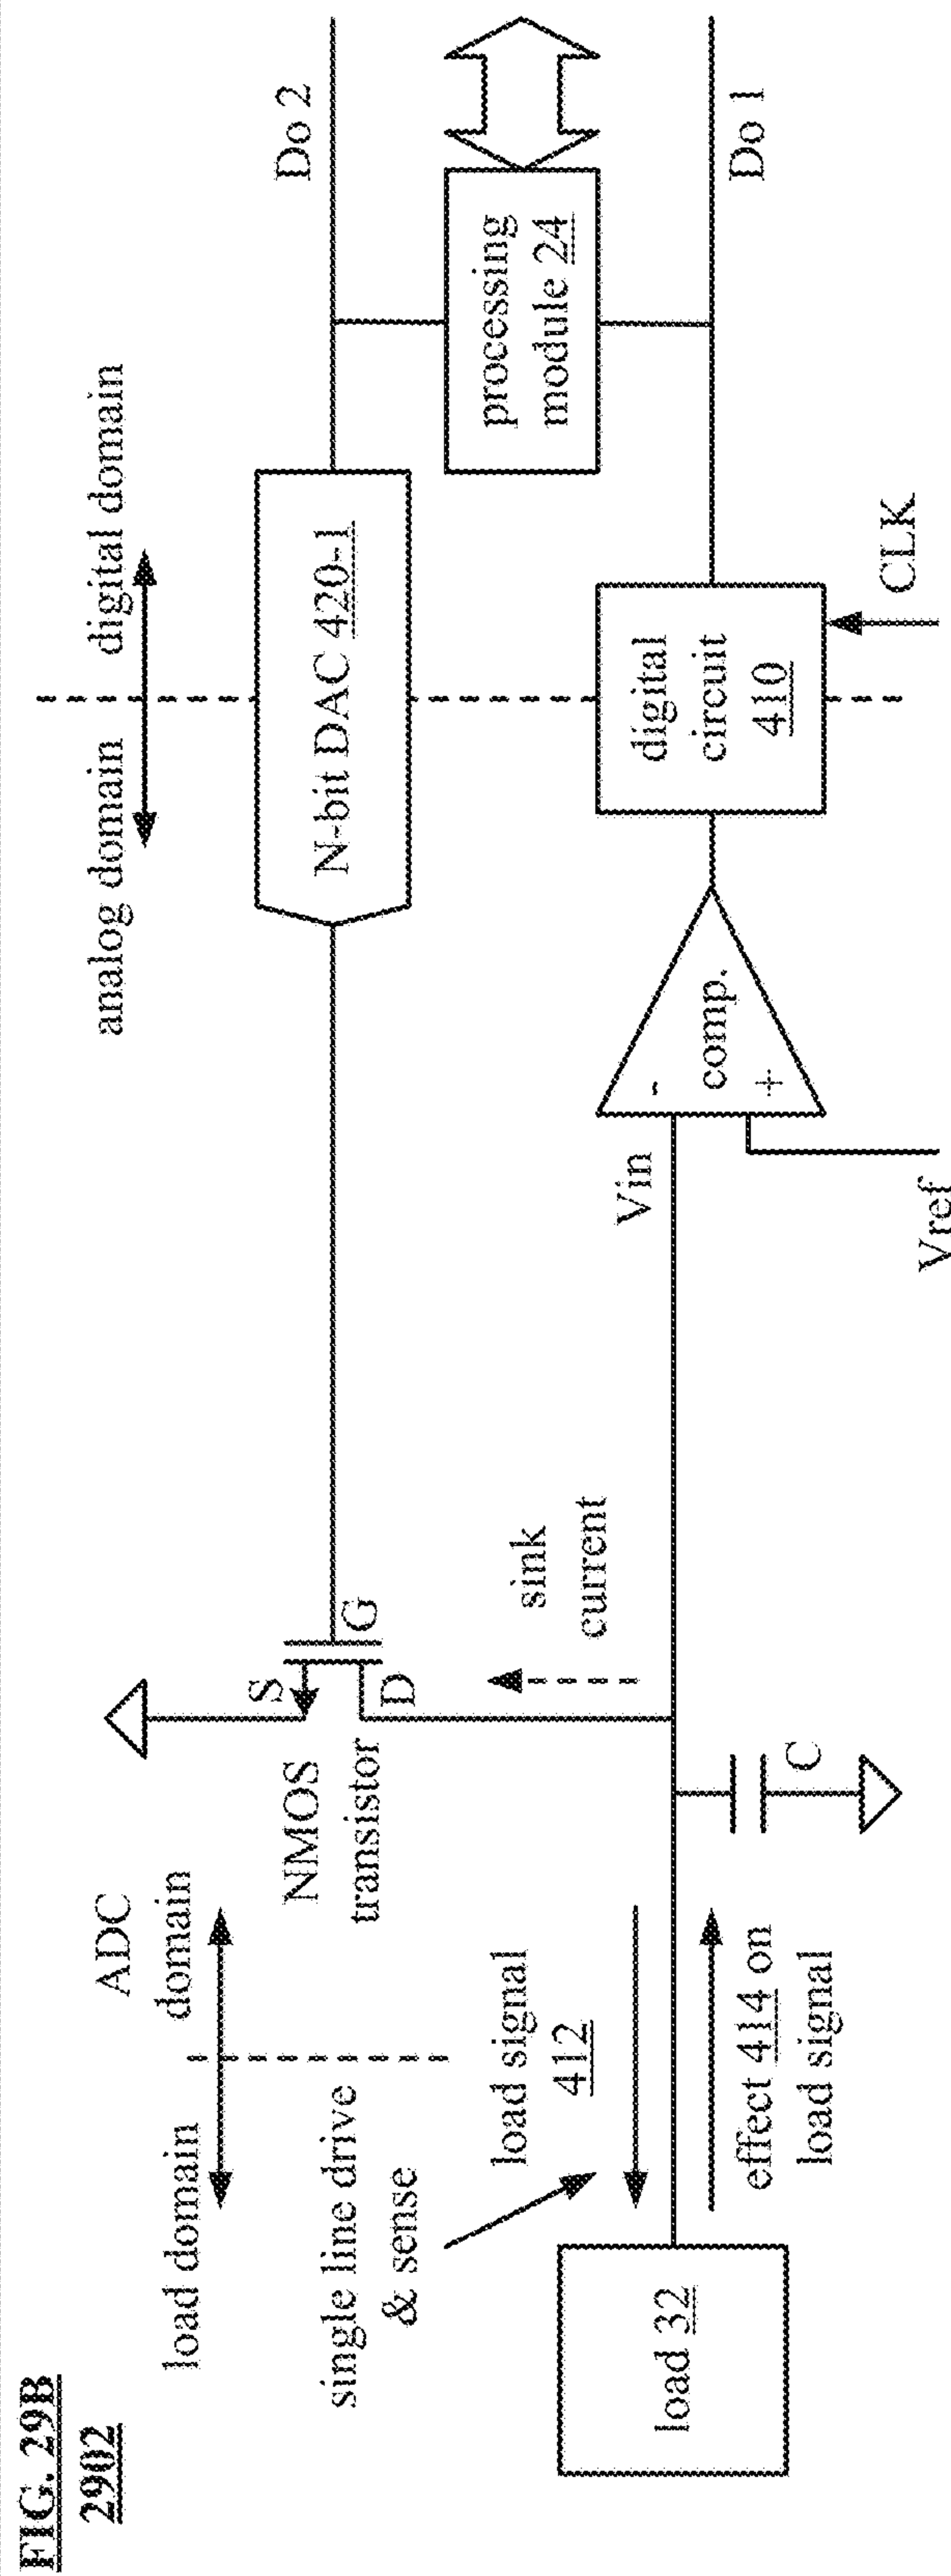 FIG. 29B
2902
load domain
ADC
domain
analog domain
digital domain
single line drive
& sense
NMOS
transistor
S
G
D
N-bit DAC 420-1
Do 2
load signal
412
sink
current
processing
module 24
load 32
effect 414 on
load signal
C
Vin
-
comp.
+
Vref
digital
circuit
410
CLK
Do 1